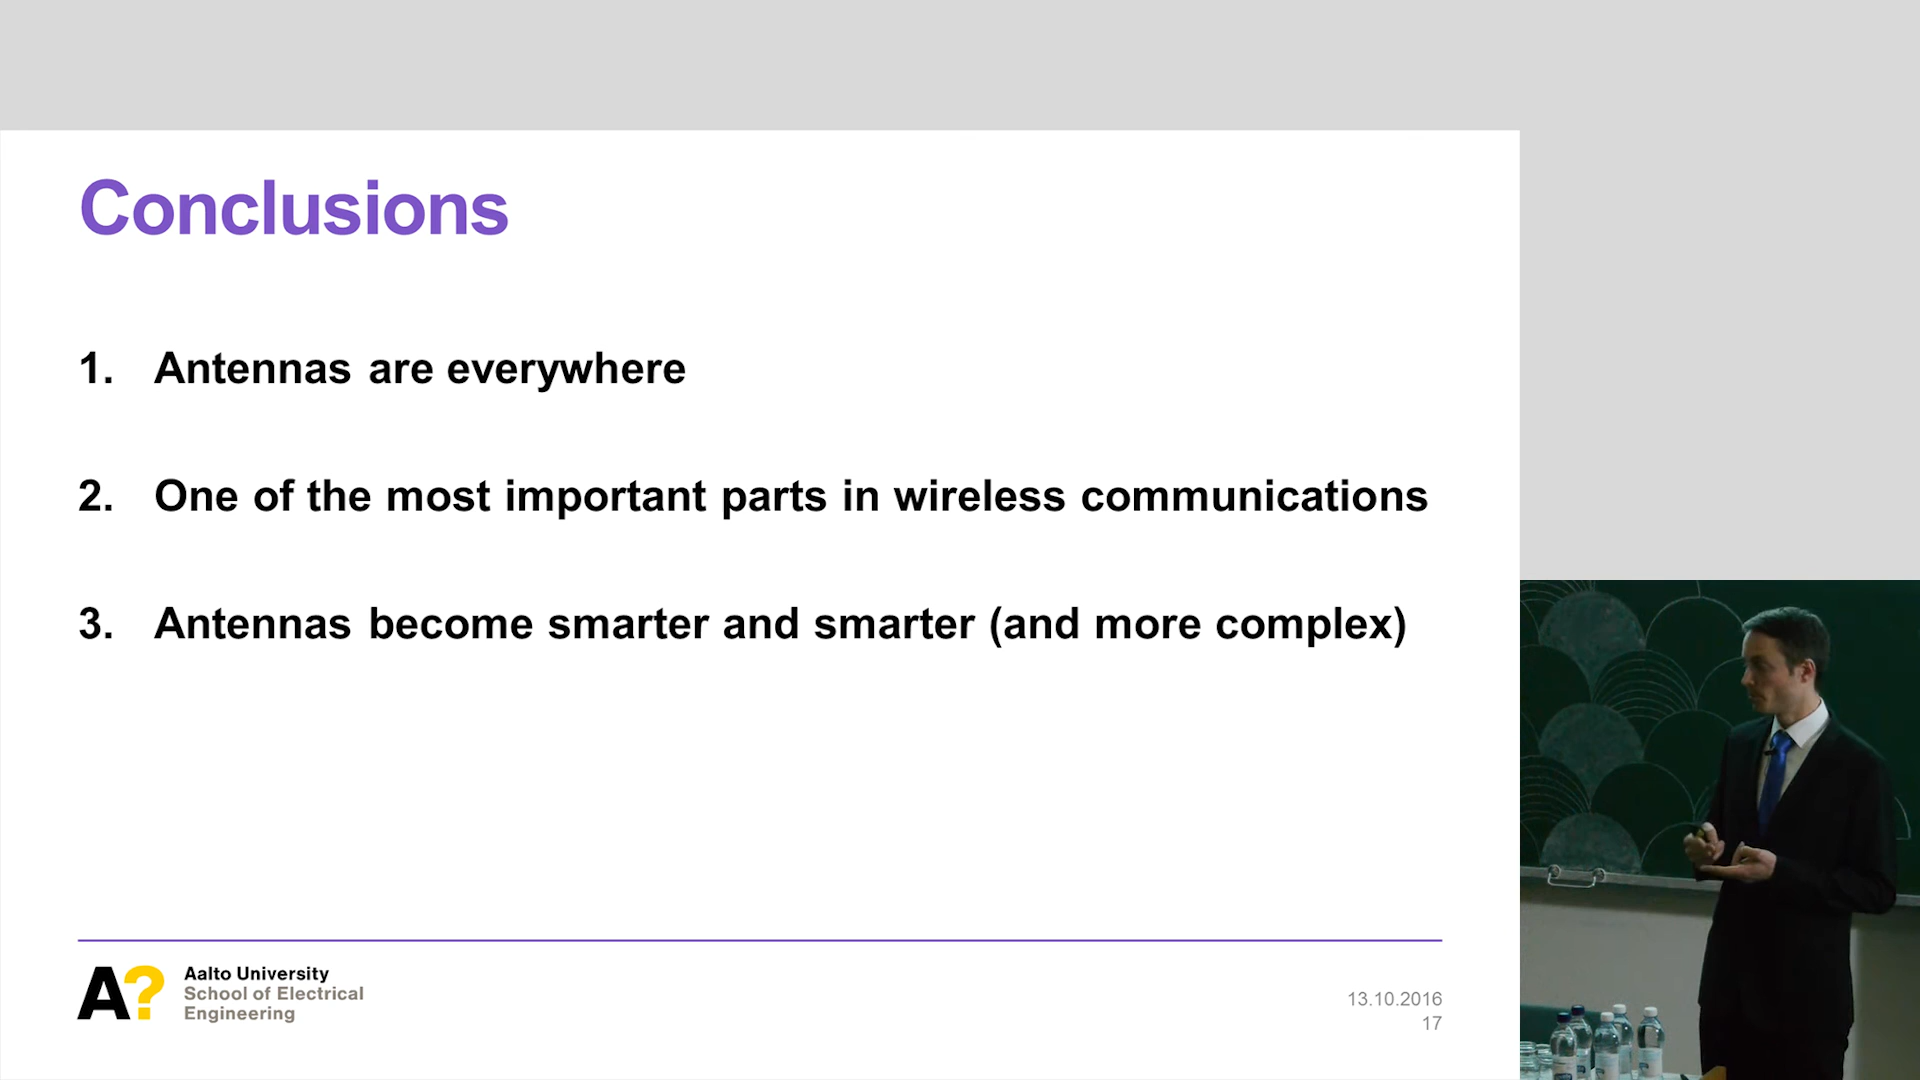 Conclusions
1. Antennas are everywhere
2. One of the most important parts in wireless communications
3. Antennas become smarter and smarter (and more complex)
A?
Aalto University
School of Electrical
Engineering
13.10.2016
17